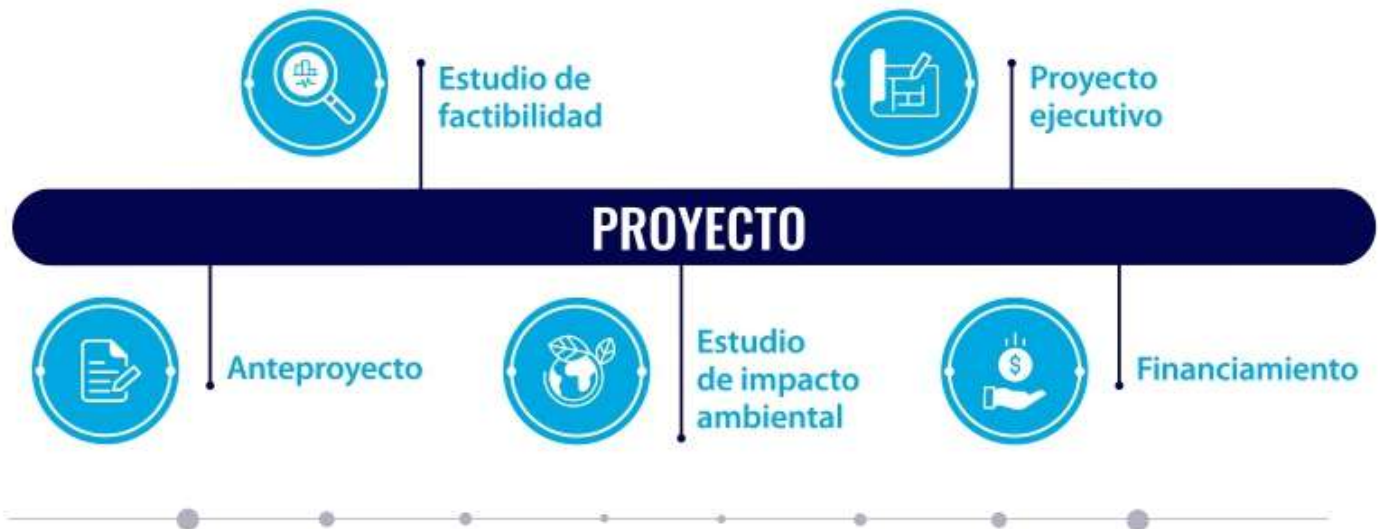 Estudio de
factibilidad
Proyecto
ejecutivo
PROYECTO
Anteproyecto
Estudio
de impacto
ambiental
$
Financiamiento